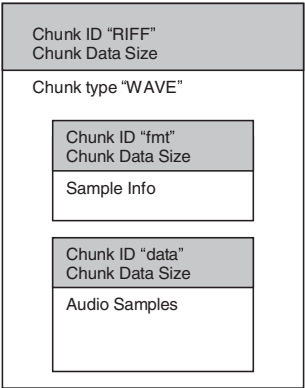 Chunk ID “RIFF”
Chunk Data Size
Chunk type “WAVE”
Chunk ID “fmt”
Chunk Data Size
Sample Info
Chunk ID “data”
Chunk Data Size
Audio Samples